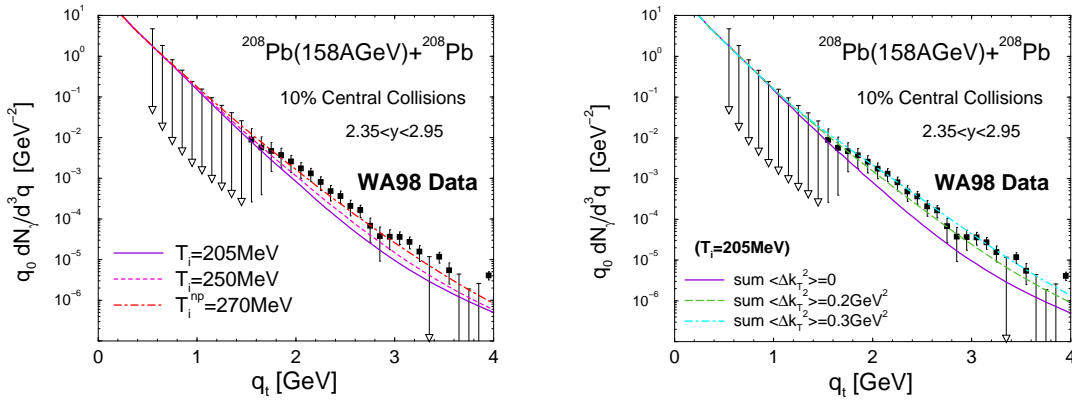 10¹
10⁰
10⁻¹
10⁻²
10⁻³
10⁻⁴
10⁻⁵
10⁻⁶
q₀ dN_γ/d³q [GeV⁻²]
²⁰⁸Pb(158AGeV)+²⁰⁸Pb
10% Central Collisions
2.35<y<2.95
WA98 Data
T_i=205MeV
T_i=250MeV
T_i^np=270MeV
0 1 2 3 4
q_t [GeV]
10¹
10⁰
10⁻¹
10⁻²
10⁻³
10⁻⁴
10⁻⁵
10⁻⁶
q₀ dN_γ/d³q [GeV⁻²]
²⁰⁸Pb(158AGeV)+²⁰⁸Pb
10% Central Collisions
2.35<y<2.95
WA98 Data
(T_i=205MeV)
sum <Δk_T²>=0
sum <Δk_T²>=0.2GeV²
sum <Δk_T²>=0.3GeV²
0 1 2 3 4
q_t [GeV]